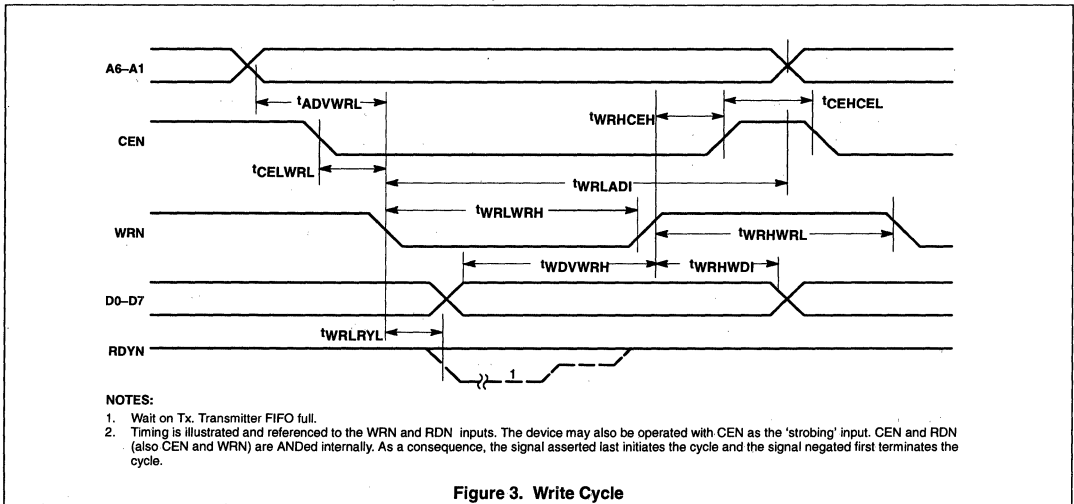 A6–A1
tADVWRL
tWRHCEH
tCEHCEL
CEN
tCELWRL
tWRLADI
tWRLWRH
WRN
tWRHWRL
tWDVWRH
tWRHWDI
D0–D7
tWRLRYL
RDYN
1
NOTES:
1. Wait on Tx. Transmitter FIFO full.
2. Timing is illustrated and referenced to the WRN and RDN inputs. The device may also be operated with CEN as the 'strobing' input. CEN and RDN
(also CEN and WRN) are ANDed internally. As a consequence, the signal asserted last initiates the cycle and the signal negated first terminates the
cycle.
Figure 3. Write Cycle